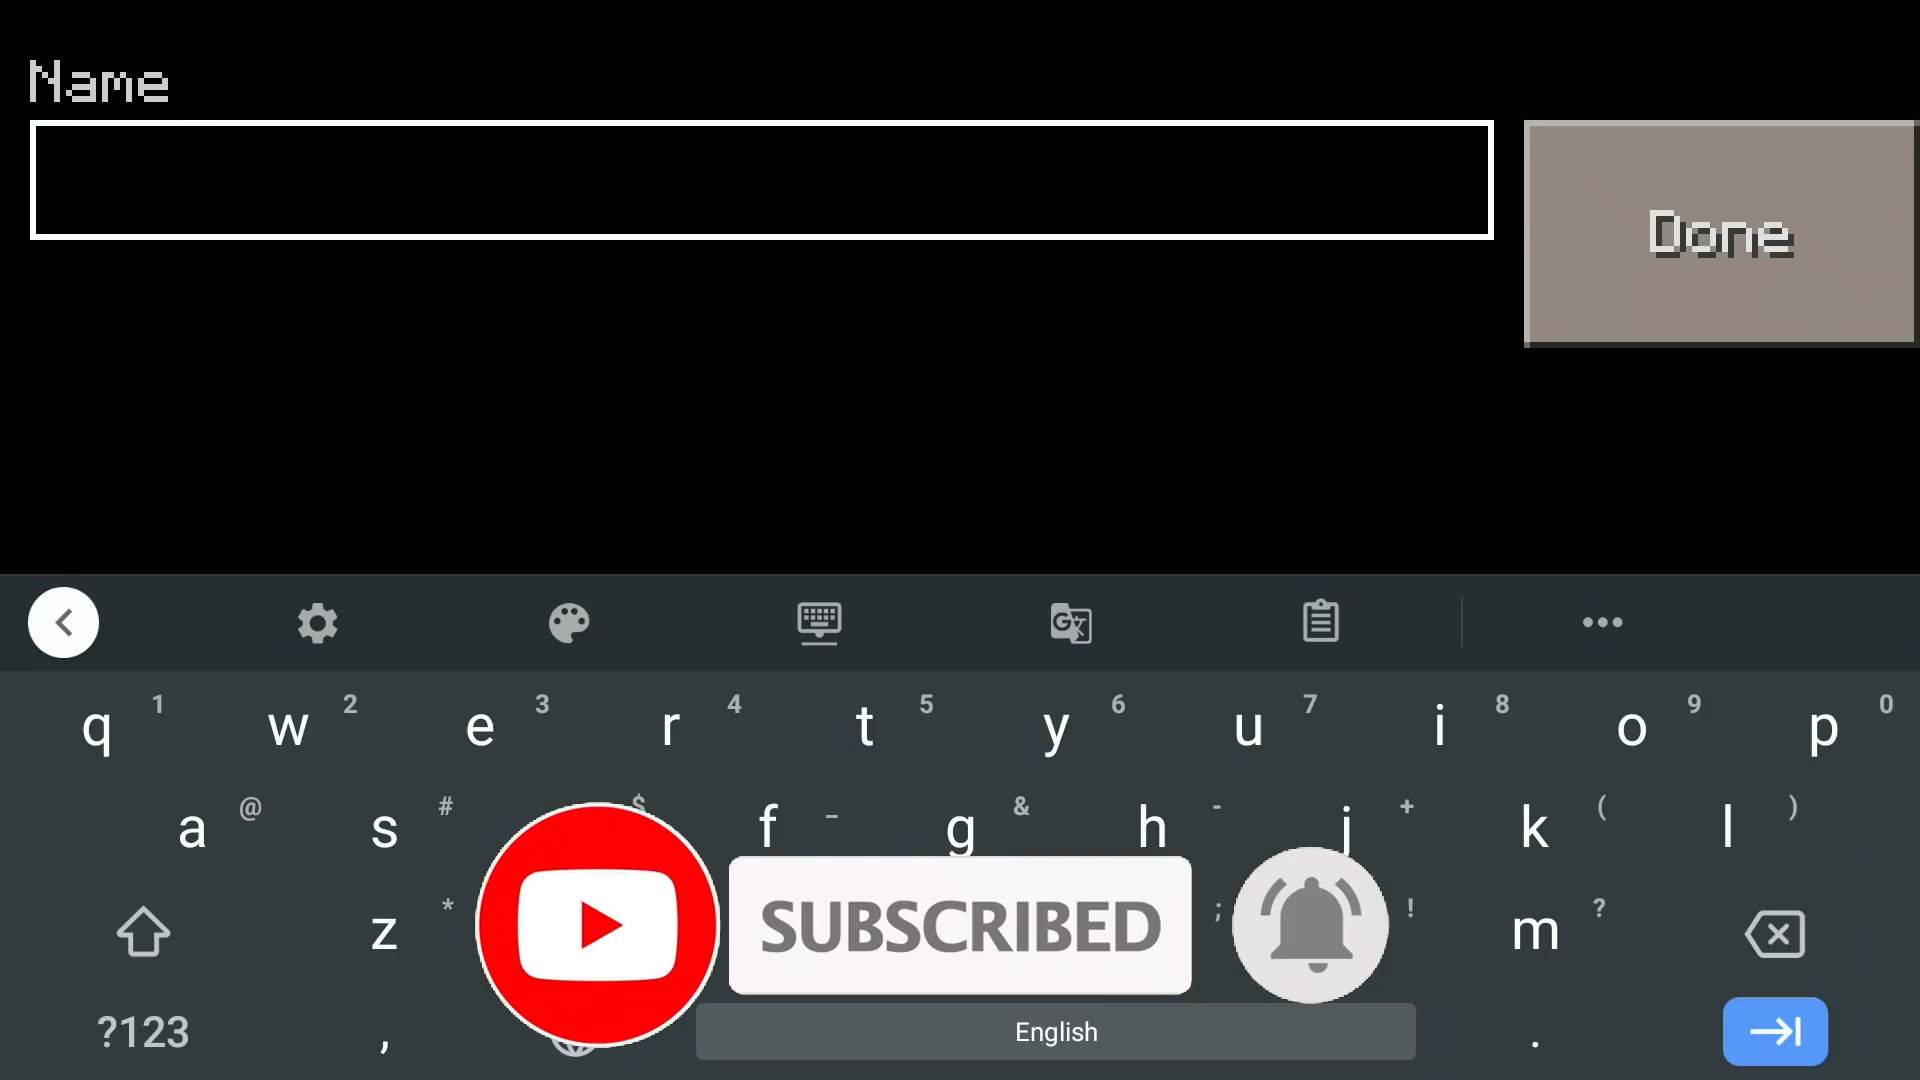 Name
Done
q 1 w 2 e 3 r 4 t 5 y 6 u 7 i 8 o 9 p 0
a @ s # $ f _ g & h - j + k ( l )
z * ; ! m ?
SUBSCRIBED
?123 , English .